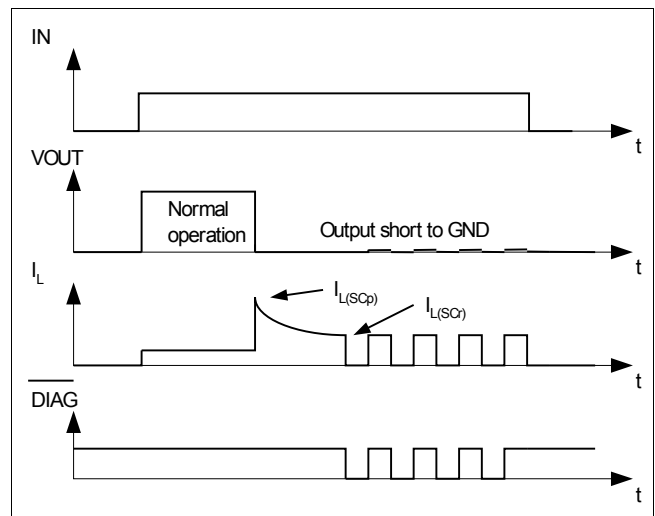 IN
t
VOUT
Normal
operation
Output short to GND
t
I_L
I_L(SCp)
I_L(SCr)
t
DIAG
t